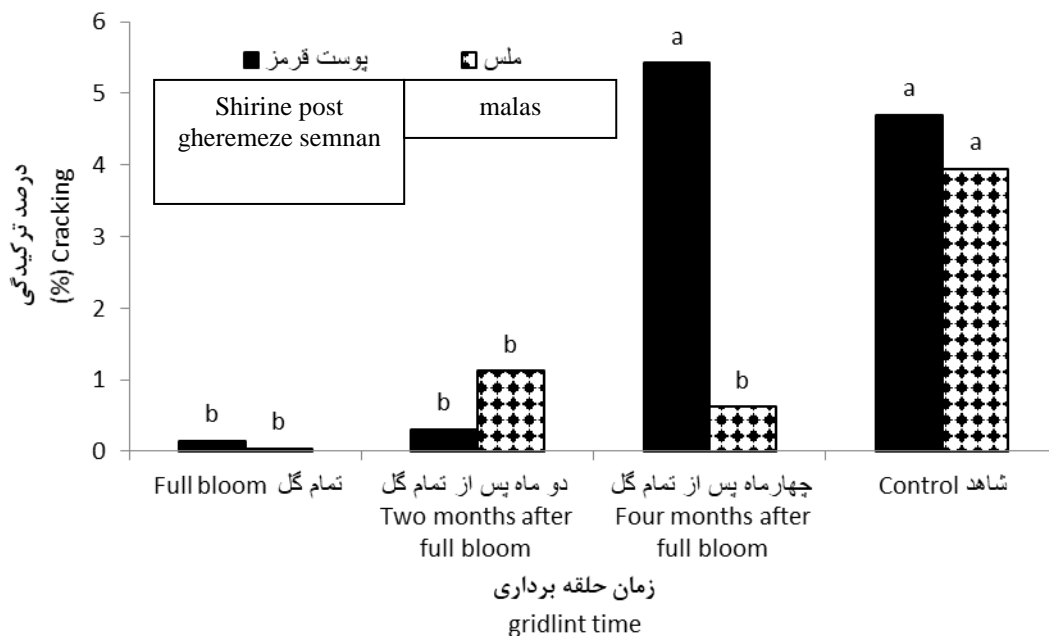 6
5
4
3
2
1
0
درصد ترکیدگی
(%) Cracking
پوست قرمز
ملس
Shirine post
gheremeze semnan
malas
b
b
b
b
a
b
a
a
تمام گل Full bloom
دو ماه پس از تمام گل
Two months after
full bloom
چهارماه پس از تمام گل
Four months after
full bloom
شاهد Control
زمان حلقه برداری
gridlint time